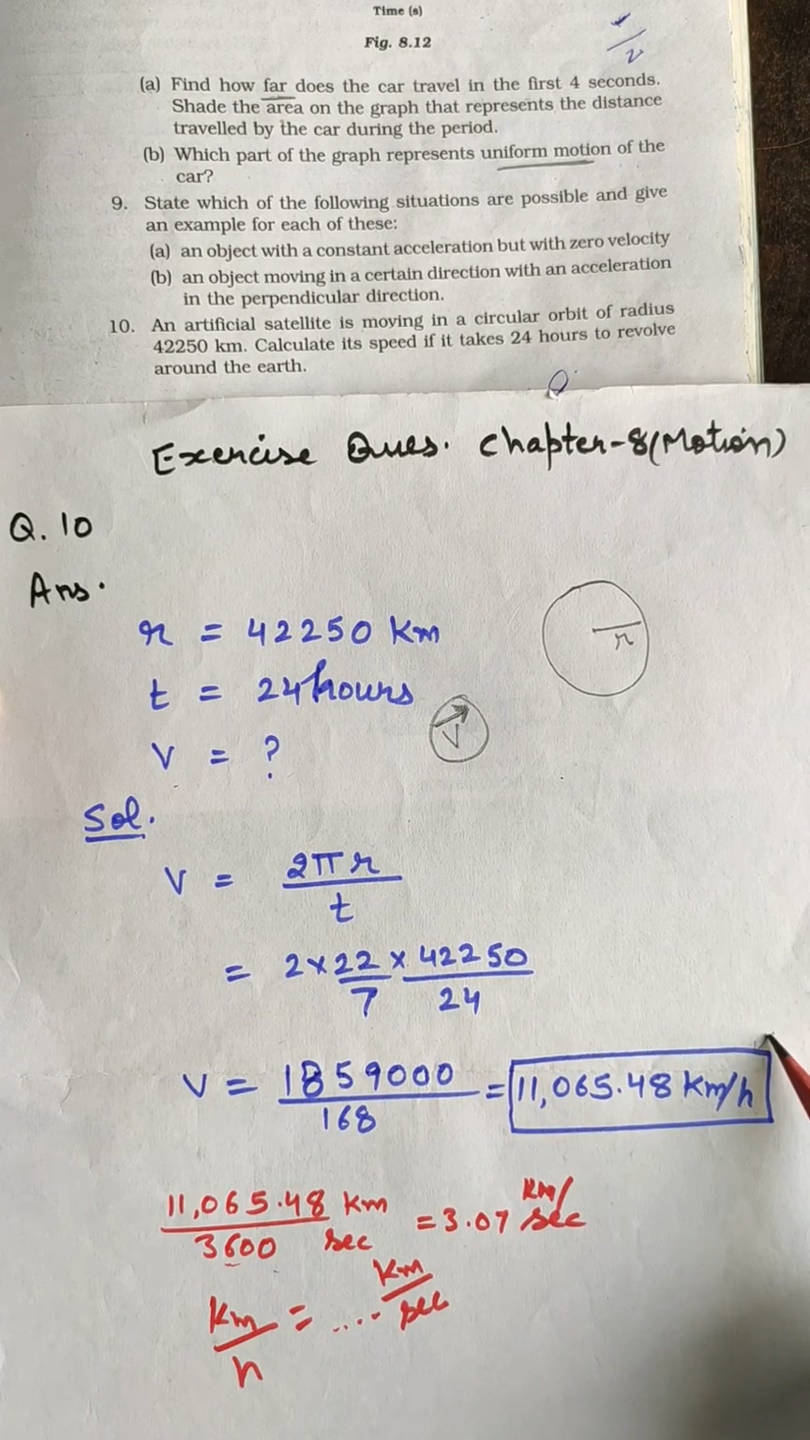 Time (s)
Fig. 8.12
(a) Find how far does the car travel in the first 4 seconds.
Shade the area on the graph that represents the distance
travelled by the car during the period.
(b) Which part of the graph represents uniform motion of the
car?
9. State which of the following situations are possible and give
an example for each of these:
(a) an object with a constant acceleration but with zero velocity
(b) an object moving in a certain direction with an acceleration
in the perpendicular direction.
10. An artificial satellite is moving in a circular orbit of radius
42250 km. Calculate its speed if it takes 24 hours to revolve
around the earth.
Exercise Ques. Chapter-8(Motion)
Q. 10
Ans.
r = 42250 Km
r
t = 24 hours
V = ?
V
Sol.
V = 2πr / t
= 2 × 22/7 × 42250/24
V = 1859000/168 = 11,065.48 Km/h
11,065.48 Km / 3600 sec = 3.07 Km/sec
Km/h = .... Km/sec